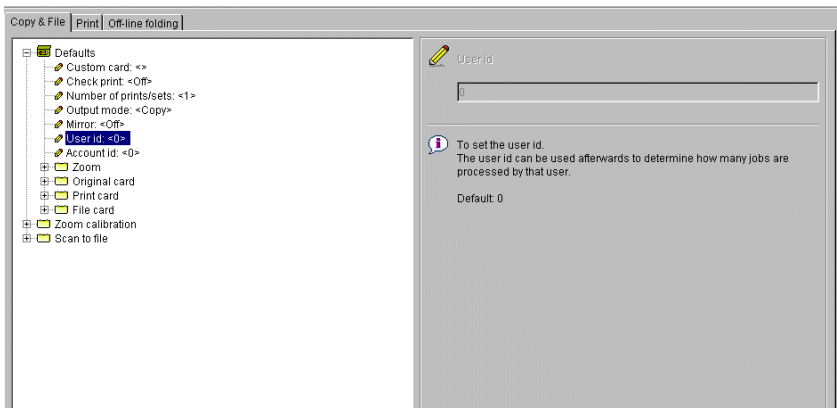 Copy & File Print Off-line folding
Defaults
Custom card: <>
Check print: <Off>
Number of prints/sets: <1>
Output mode: <Copy>
Mirror: <Off>
User id: <0>
Account id: <0>
Zoom
Original card
Print card
File card
Zoom calibration
Scan to file
User id
0
To set the user id.
The user id can be used afterwards to determine how many jobs are
processed by that user.
Default: 0